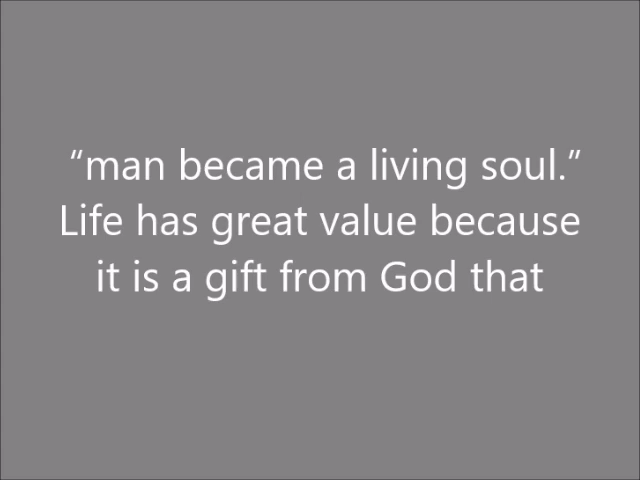 “man became a living soul.”
Life has great value because
it is a gift from God that